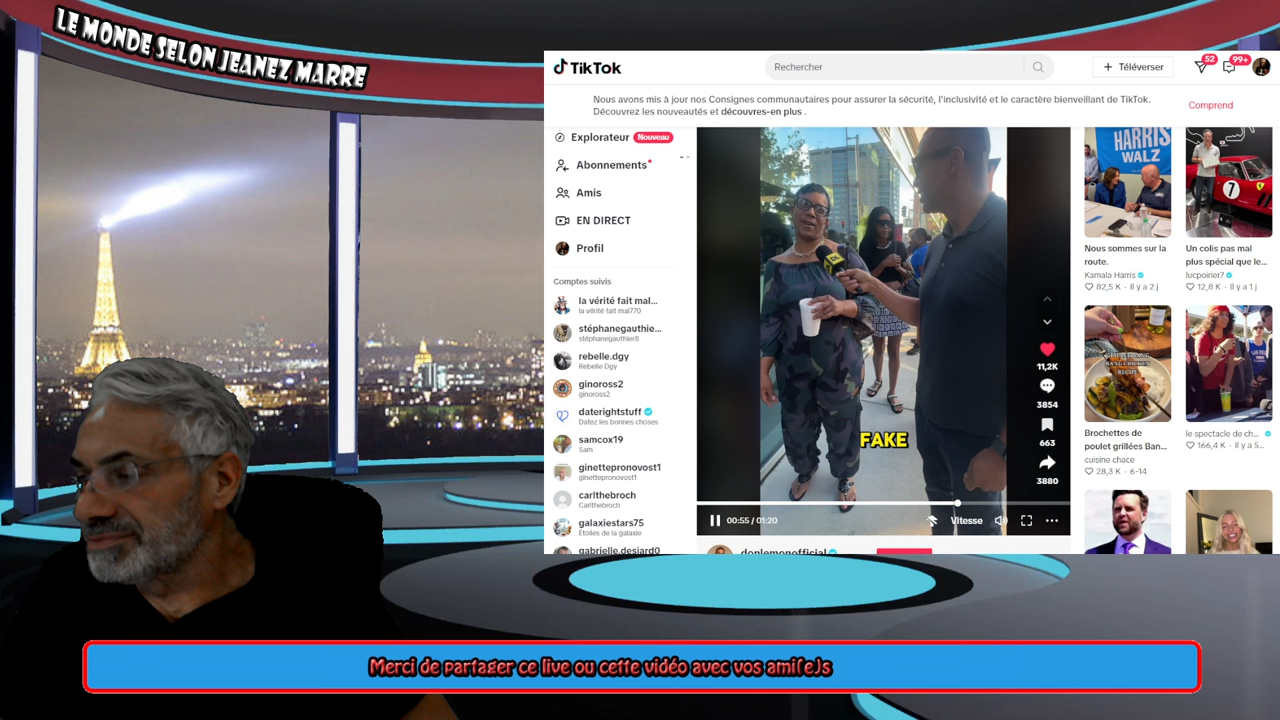 LE MONDE SELON JEANEZ MARRE
TikTok
Rechercher
Téléverser
52
99+
Nous avons mis à jour nos Consignes communautaires pour assurer la sécurité, l'inclusivité et le caractère bienveillant de TikTok.
Découvrez les nouveautés et découvres-en plus .
Comprend
Explorateur Nouveau
Abonnements
Amis
EN DIRECT
Profil
Comptes suivis
la vérité fait mal...
la vérité fait mal770
stéphanegauthie...
stéphanegauthier8
rebelle.dgy
Rebelle Dgy
ginoross2
ginoross2
daterightstuff
Datez les bonnes choses
samcox19
Sam
ginettepronovost1
ginettepronovost1
carlthebroch
Carlthebroch
galaxiestars75
Étoiles de la galaxie
gabrielle.desjard0
FAKE
11,2K
3854
663
3880
00:55 / 01:20
Vitesse
donlemonofficial
HARRIS
WALZ
Nous sommes sur la
route.
Kamala Harris
82,5 K · Il y a 2 j
7
Un colis pas mal
plus spécial que le...
lucpoirier7
12,8 K · Il y a 1 j
Brochettes de
poulet grillées Ban...
cuisine chace
28,3 K · 6-14
le spectacle de ch...
166,4 K · Il y a 5...
Merci de partager ce live ou cette vidéo avec vos ami(e)s